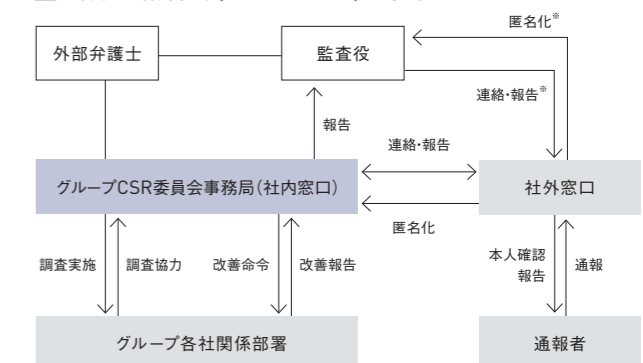 匿名化※
外部弁護士
監査役
連絡・報告※
報告
連絡・報告
グループCSR委員会事務局（社内窓口）
社外窓口
匿名化
調査実施
調査協力
改善命令
改善報告
本人確認
報告
通報
グループ各社関係部署
通報者